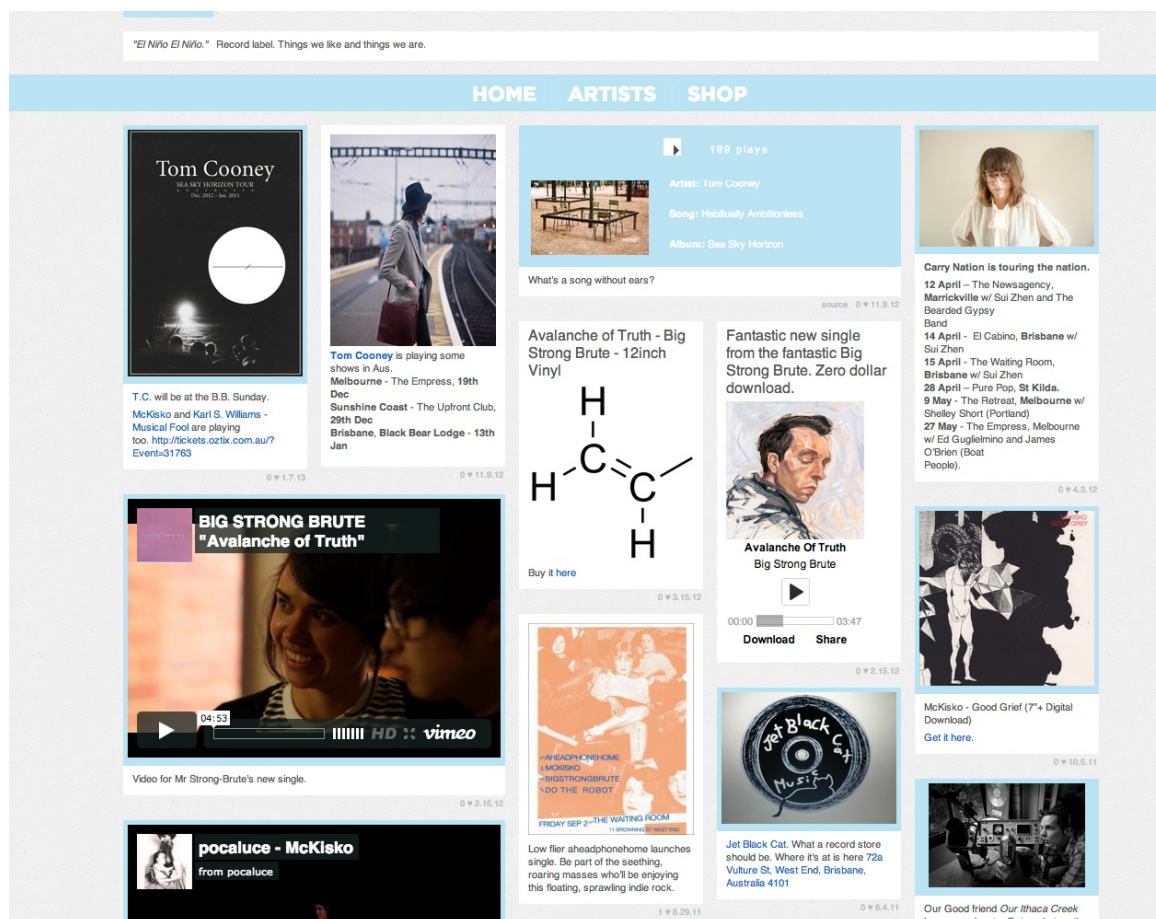 "El Niño El Niño."   Record label. Things we like and things we are.
HOME
ARTISTS
SHOP
Tom Cooney
SEA SKY HORIZON TOUR
A U S T R A L I A
Dec. 2012 - Jan. 2013
T.C. will be at the B.B. Sunday.
McKisko and Karl S. Williams -
Musical Fool are playing
too. http://tickets.oztix.com.au/?
Event=31763
0 ♥ 1.7.13
Tom Cooney is playing some
shows in Aus.
Melbourne - The Empress, 19th
Dec
Sunshine Coast - The Upfront Club,
29th Dec
Brisbane, Black Bear Lodge - 13th
Jan
0 ♥ 11.9.12
199 plays
Artist: Tom Cooney
Song: Habitually Ambitionless
Album: Sea Sky Horizon
What's a song without ears?
source   0 ♥ 11.9.12
Carry Nation is touring the nation.
12 April – The Newsagency,
Marrickville w/ Sui Zhen and The
Bearded Gypsy
Band
14 April -  El Cabino, Brisbane w/
Sui Zhen
15 April - The Waiting Room,
Brisbane w/ Sui Zhen
28 April – Pure Pop, St Kilda.
9 May - The Retreat, Melbourne w/
Shelley Short (Portland)
27 May - The Empress, Melbourne
w/ Ed Guglielmino and James
O'Brien (Boat
People).
0 ♥ 4.3.12
BIG STRONG BRUTE
"Avalanche of Truth"
04:53
HD
vimeo
Video for Mr Strong-Brute's new single.
0 ♥ 2.15.12
pocaluce - McKisko
from pocaluce
Avalanche of Truth - Big
Strong Brute - 12inch
Vinyl
H
H
C
C
H
H
Buy it here
0 ♥ 3.15.12
AHEADPHONEHOME
MCKISKO
BIGSTRONGBRUTE
DO THE ROBOT
FRIDAY SEP 2 - THE WAITING ROOM
11 BROWNING ST WEST END
Low flier aheadphonehome launches
single. Be part of the seething,
roaring masses who'll be enjoying
this floating, sprawling indie rock.
1 ♥ 8.29.11
Fantastic new single
from the fantastic Big
Strong Brute. Zero dollar
download.
Avalanche Of Truth
Big Strong Brute
00:00
03:47
Download
Share
0 ♥ 2.15.12
Jet Black Cat
Music
Jet Black Cat. What a record store
should be. Where it's at is here 72a
Vulture St, West End, Brisbane,
Australia 4101
0 ♥ 8.4.11
MCKISKO
GOOD GRIEF
McKisko - Good Grief (7"+ Digital
Download)
Get it here.
0 ♥ 10.5.11
Our Good friend Our Ithaca Creek